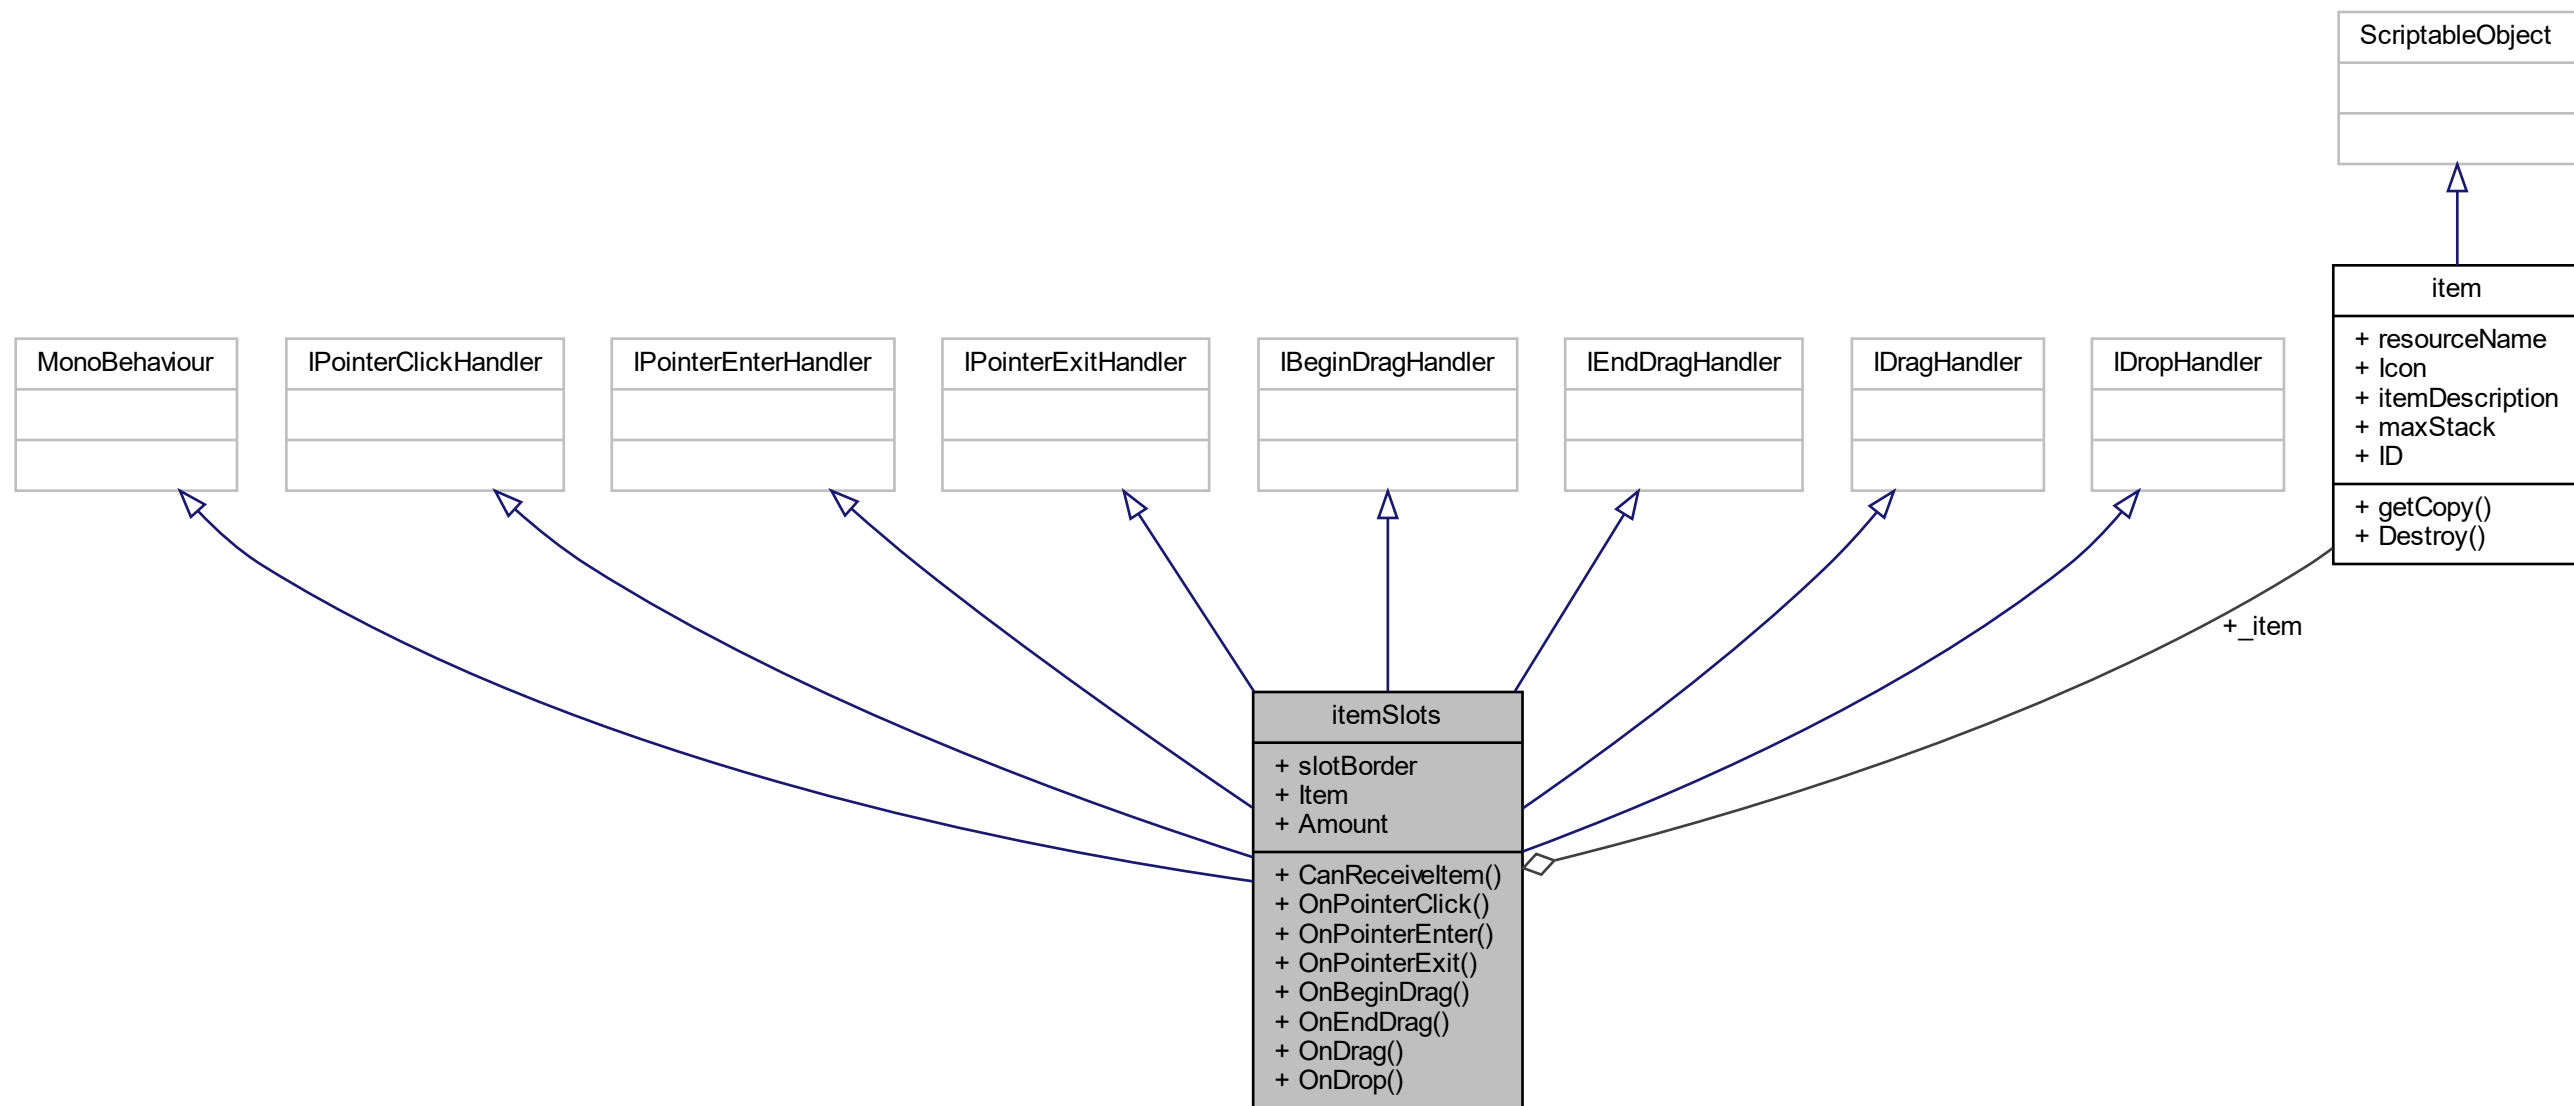 ScriptableObject
item
+ resourceName
+ Icon
+ itemDescription
+ maxStack
+ ID
+ getCopy()
+ Destroy()
MonoBehaviour
IPointerClickHandler
IPointerEnterHandler
IPointerExitHandler
IBeginDragHandler
IEndDragHandler
IDragHandler
IDropHandler
+_item
itemSlots
+ slotBorder
+ Item
+ Amount
+ CanReceiveItem()
+ OnPointerClick()
+ OnPointerEnter()
+ OnPointerExit()
+ OnBeginDrag()
+ OnEndDrag()
+ OnDrag()
+ OnDrop()